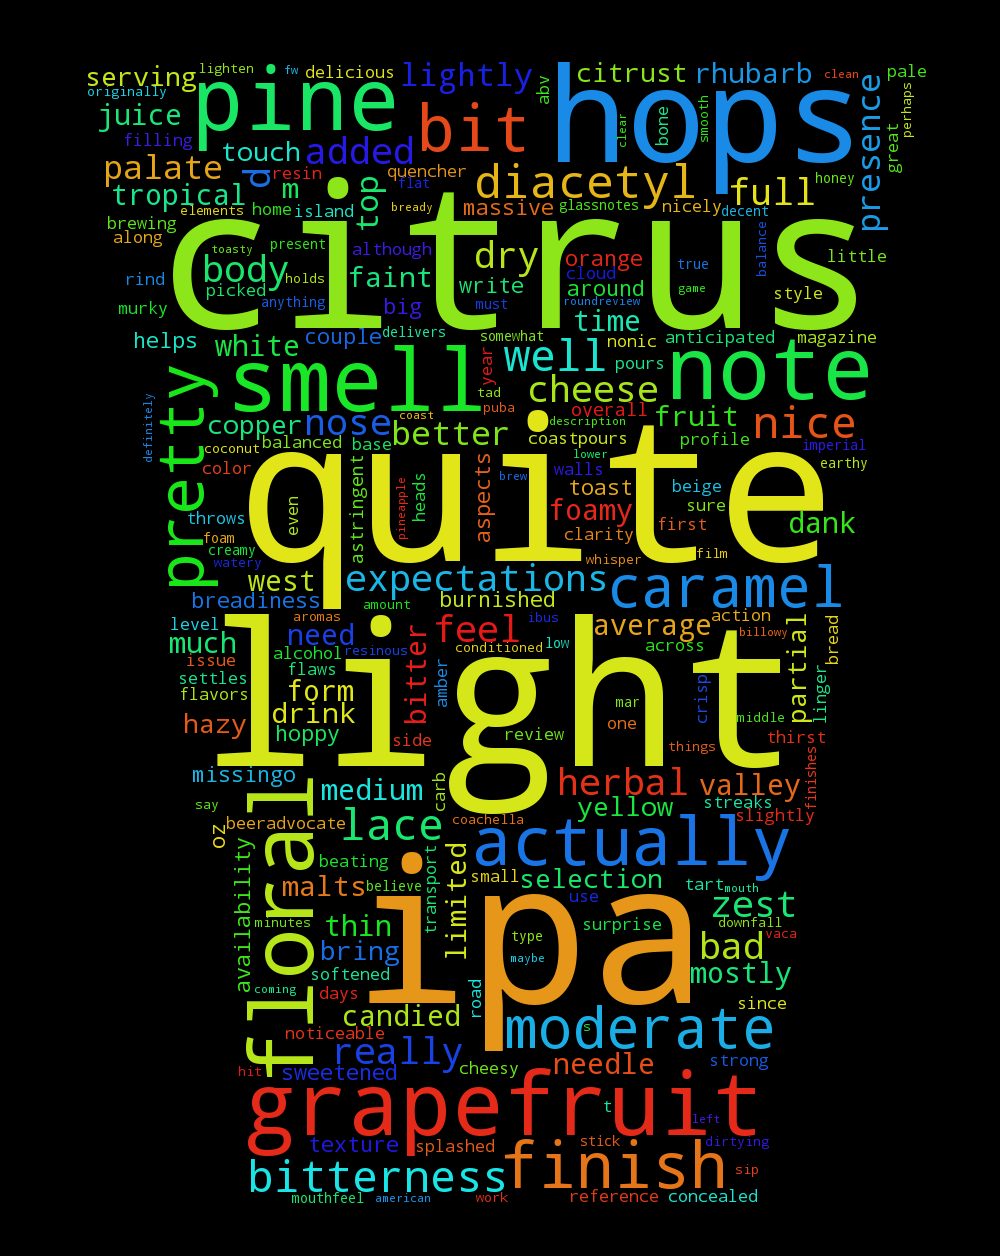 lighten fw delicious lightly citrust rhubarb clean pale
serving
originally
pine
hops
juice
bit
abv
clear
bone
smooth
presence
great
perhaps
filling
touch added
palate
d
resin
quencher
diacetyl
full
honey
tropical
m
top
flat
bready
massive glassnotes nicely decent
brewing
elements home island
citrus
along
toasty
present
although
dry
orange
balance
little
rind
body
holds
faint
write
cloud
true
around
game
style
picked
murky
anything
big
must
roundreview
time
helps
white
couple
delivers
somewhat
nonic
anticipated
magazine
smell
year
well
pours
note
tad
cheese
definitely
pretty
copper nose
coast
puba
overall
description
fruit
nice
better
coastpours
profile
imperial
coconut
balanced
base
lower
earthy
color
astringent
pineapple
heads
aspects
brew
walls
toast
beige
sure
throws
even
quite
foamy
first
dank
foam
creamy
clarity
watery
whisper
film
west
expectations
caramel
breadiness
amount
burnished
level
aromas
need
feel
ibus
average
action
billowy
partial
bread
much
resinous
bitter
conditioned
low
across
issue
alcohol
light
settles
flaws
amber
crisp
linger
flavors
form
mar
middle
hazy
drink
one
hoppy
side
review
things
thirst
missingo
medium
carb
herbal
valley
finishes
say
floral
yellow
streaks
slightly
oz
beeradvocate
lace
coachella
actually
availability
beating
transport
limited
malts
believe
small
selection
tart
mouth
use
zest
minutes
thin
ipa
surprise
downfall
vaca
type
bring
maybe
bad
softened
mostly
coming
days
road
candied
since
noticeable
moderate
s
really
hit
sweetened
cheesy
needle
strong
grapefruit
t
left
texture
splashed
stick
dirtying
bitterness
finish
sip
mouthfeel
american
work
reference
concealed